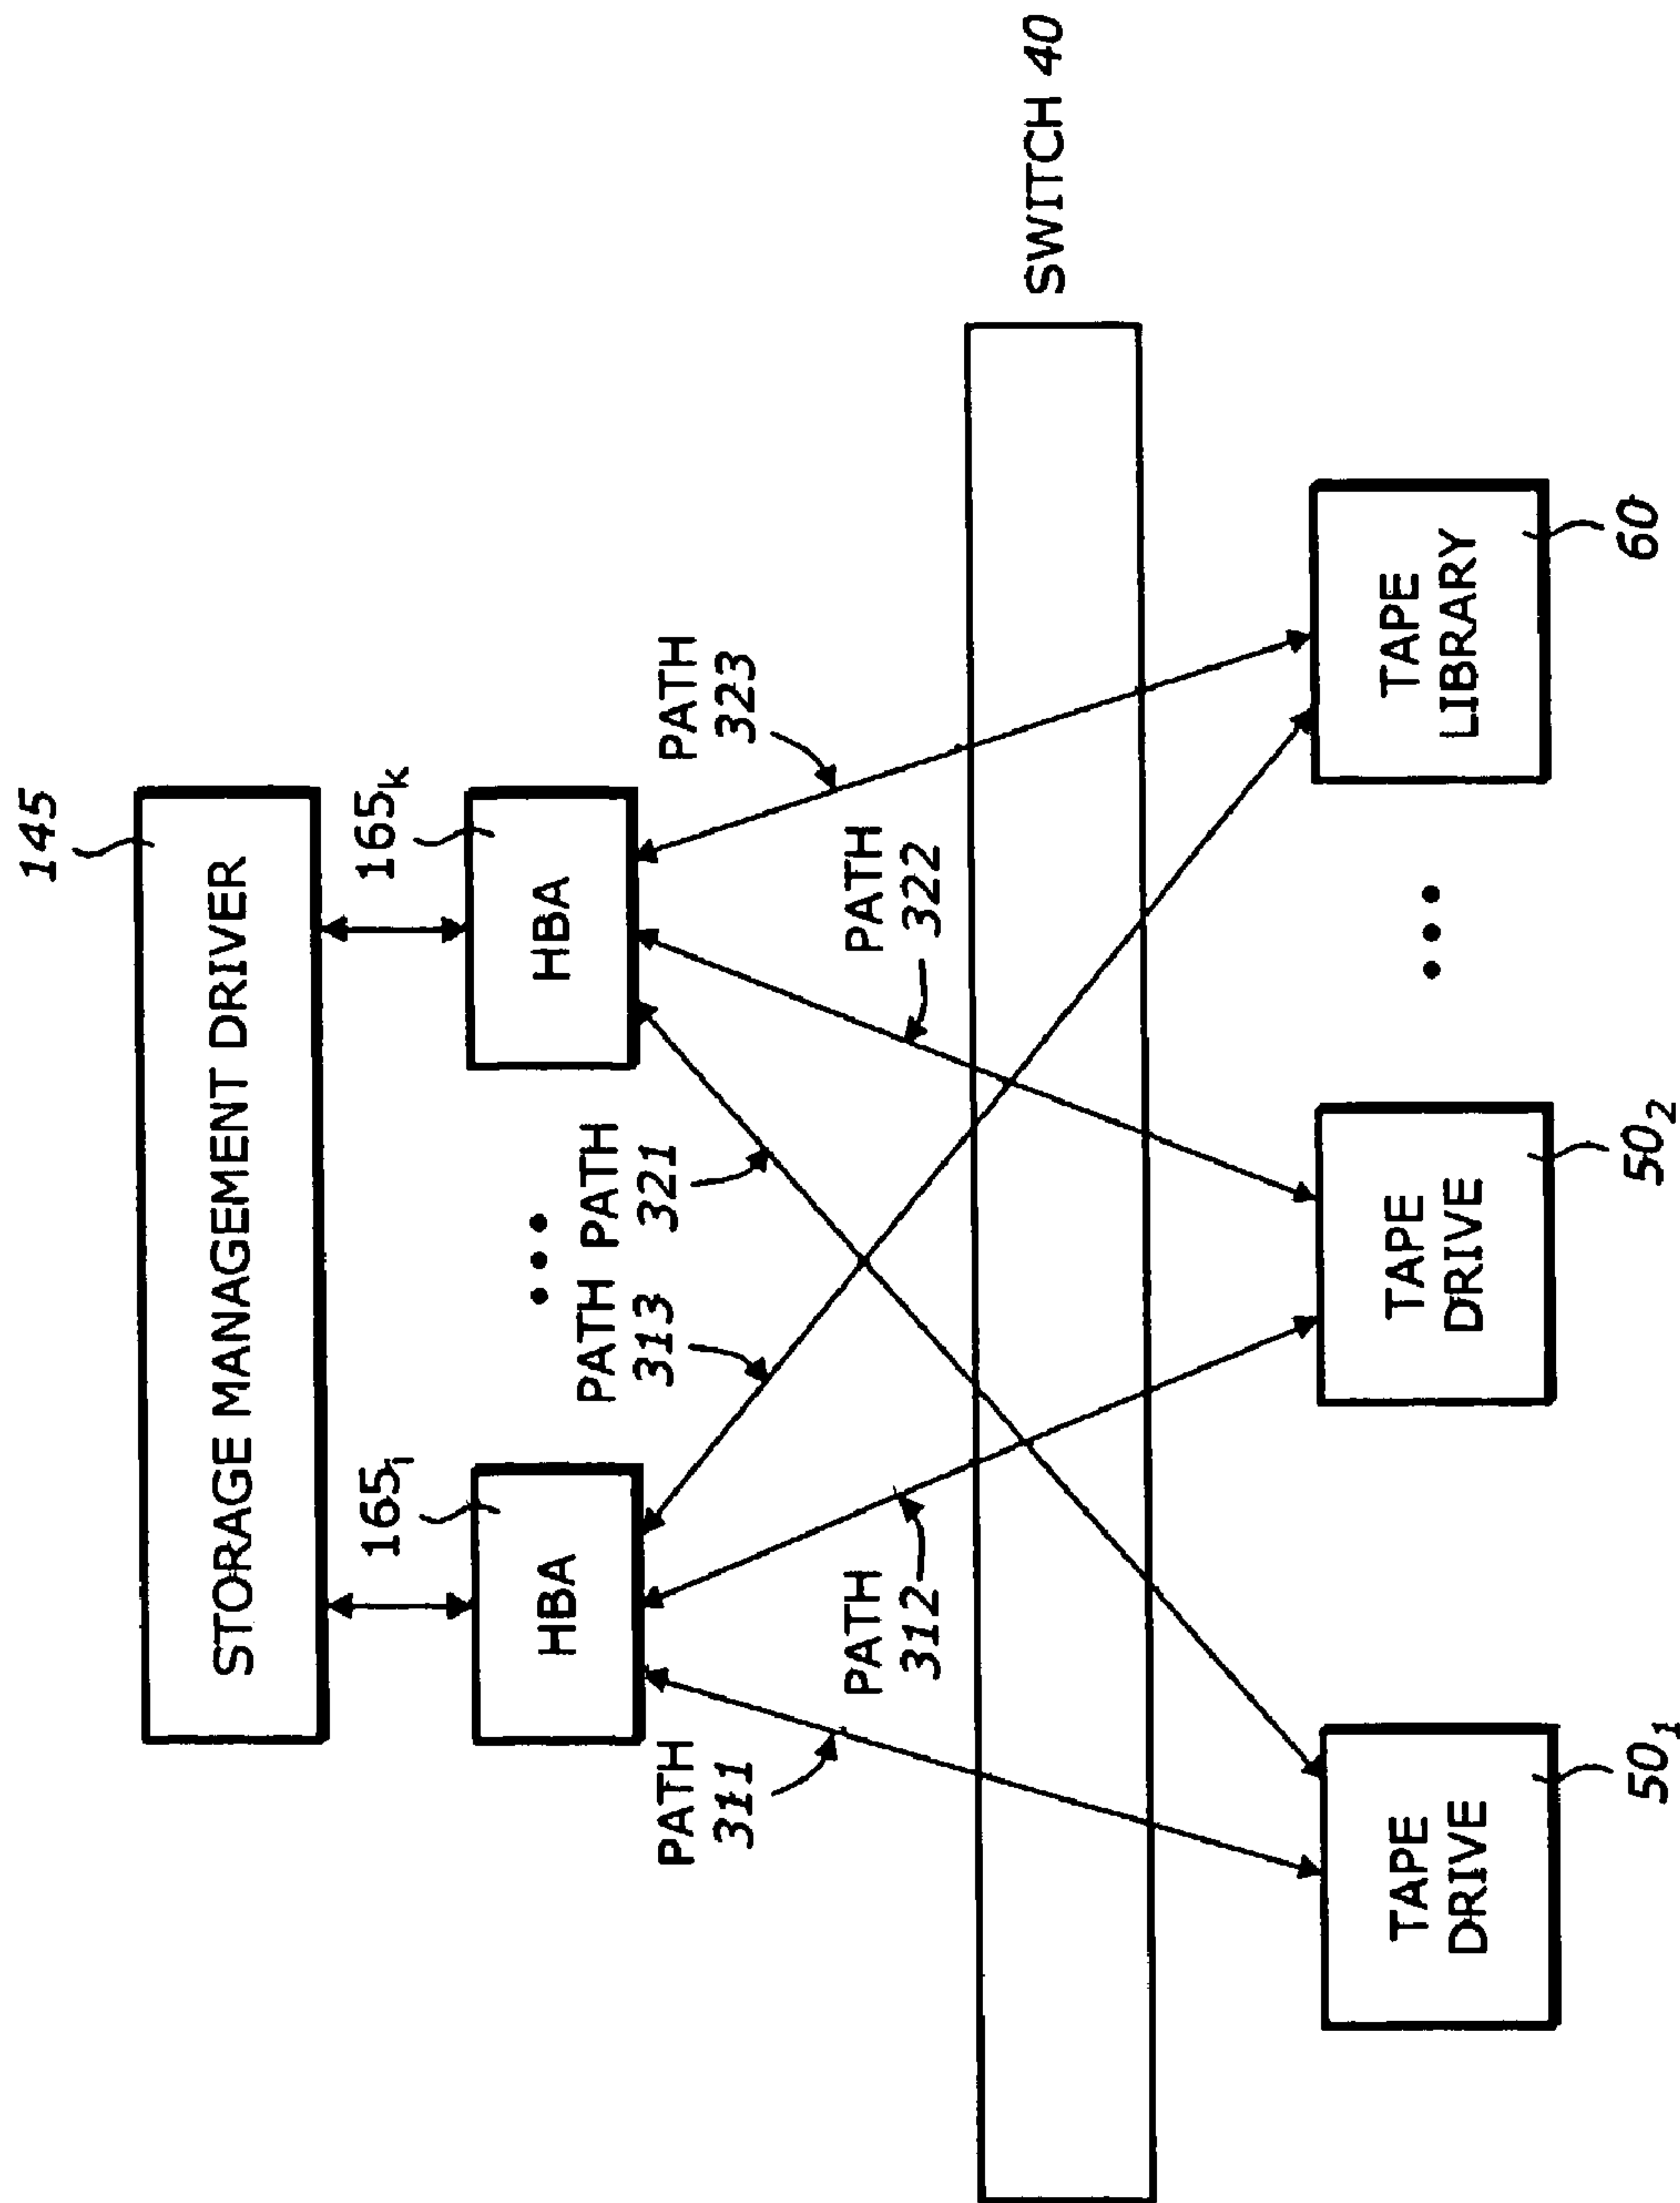 145
STORAGE MANAGEMENT DRIVER
165i
165k
HBA
HBA
PATH
311
PATH
312
PATH
313
PATH
321
PATH
322
PATH
323
SWITCH 40
TAPE
DRIVE
TAPE
DRIVE
TAPE
LIBRARY
501
502
60